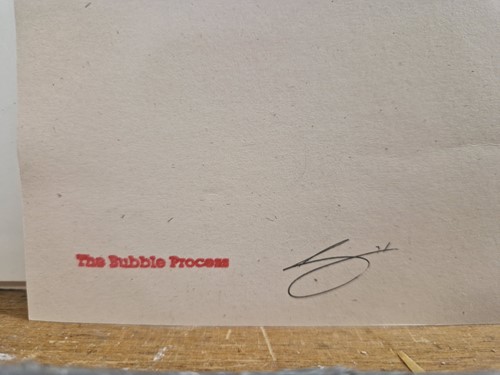 The Bubble Process